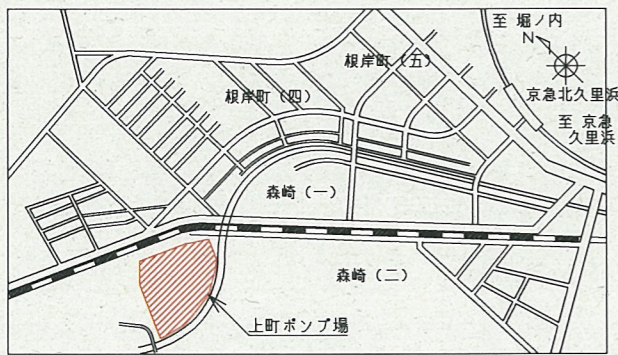 至 堀ノ内
N
根岸町（五）
京急北久里浜
根岸町（四）
至 京急
久里浜
森崎（一）
森崎（二）
上町ポンプ場